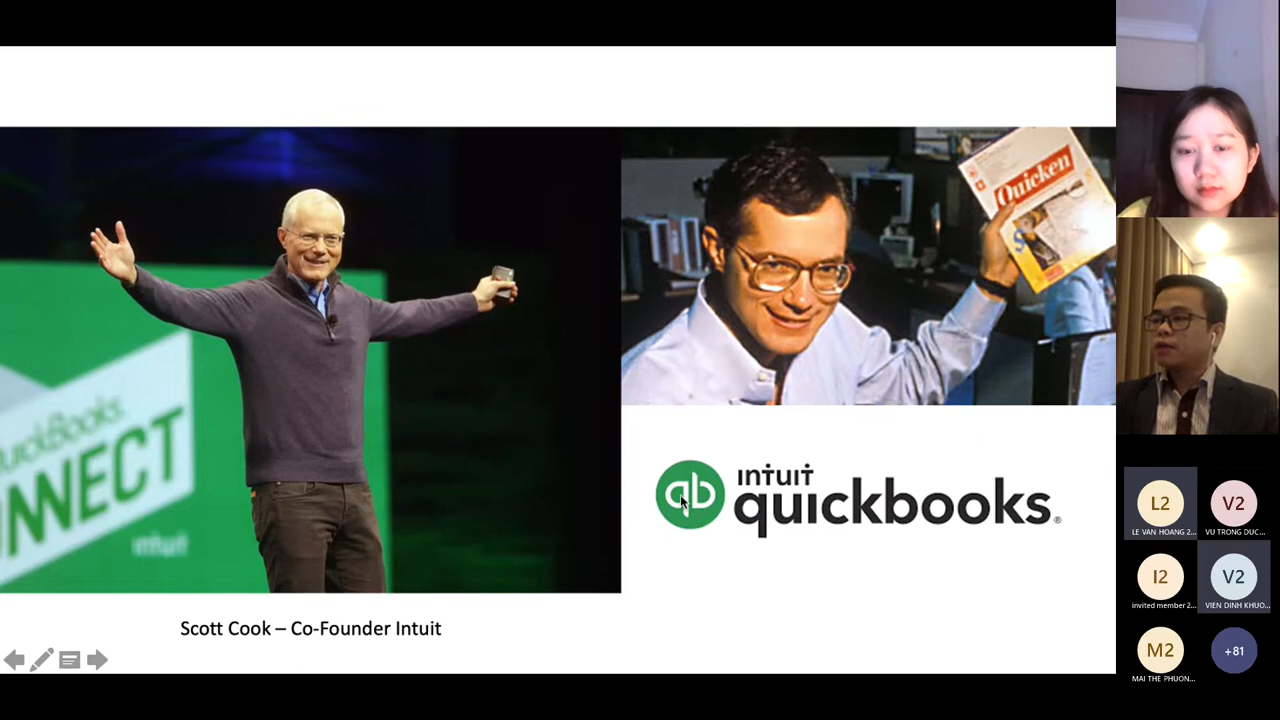 QuickBooks.
CONNECT
intuit
Quicken
intuit
qb
quickbooks.
®
Scott Cook – Co-Founder Intuit
L2
V2
LE VAN HOANG 2...
VU TRONG DUC...
I2
V2
invited member 2...
VIEN DINH KHUO...
M2
+81
MAI THE PHUON...